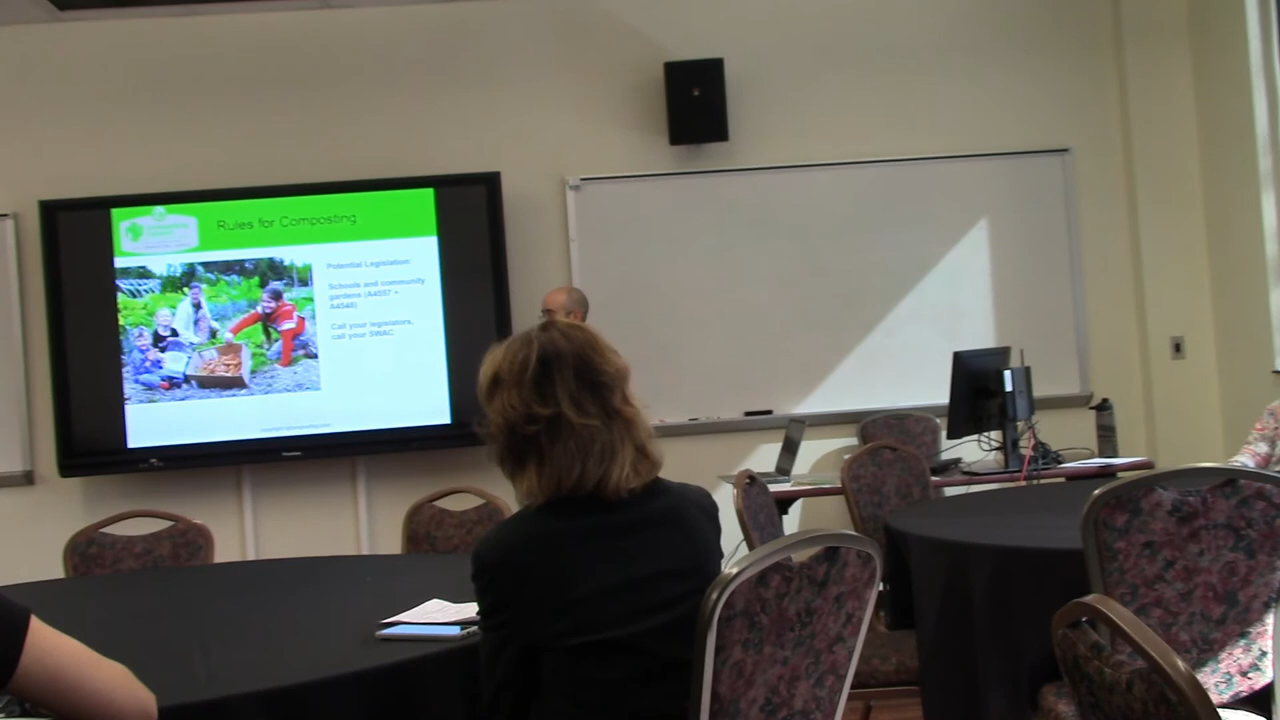 Rules for Composting
Potential Legislation:
Schools and community
gardens (A4557 +
A4548)
Call your legislators,
call your SWAC